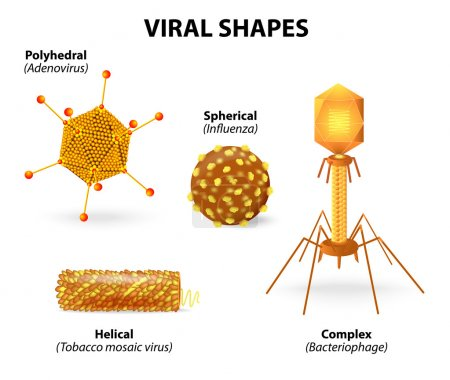 VIRAL SHAPES
Polyhedral
(Adenovirus)
Spherical
(Influenza)
Helical
(Tobacco mosaic virus)
Complex
(Bacteriophage)